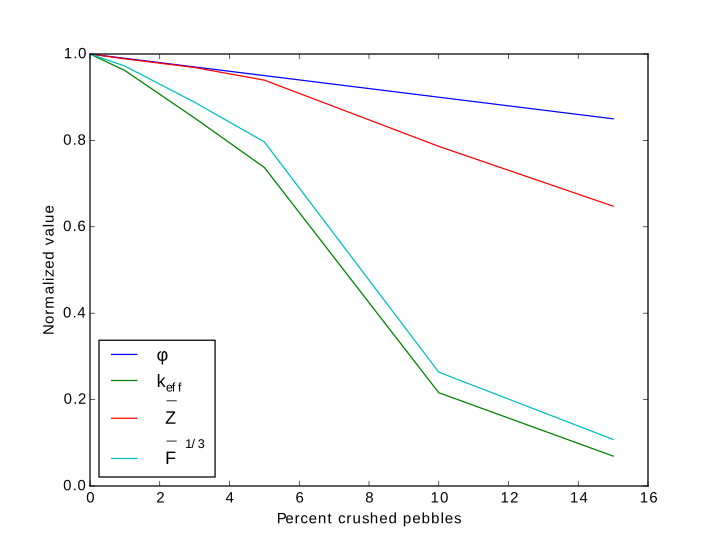 1.0
0.8
0.6
0.4
0.2
0.0
Normalized value
φ
k_eff
Z̅
F̅ ^1/3
0 2 4 6 8 10 12 14 16
Percent crushed pebbles